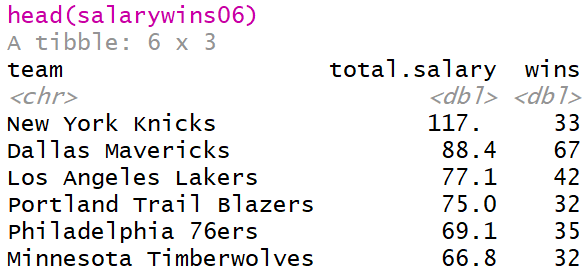 head(salarywins06)
A tibble: 6 x 3
team total.salary wins
<chr> <dbl> <dbl>
New York Knicks 117. 33
Dallas Mavericks 88.4 67
Los Angeles Lakers 77.1 42
Portland Trail Blazers 75.0 32
Philadelphia 76ers 69.1 35
Minnesota Timberwolves 66.8 32